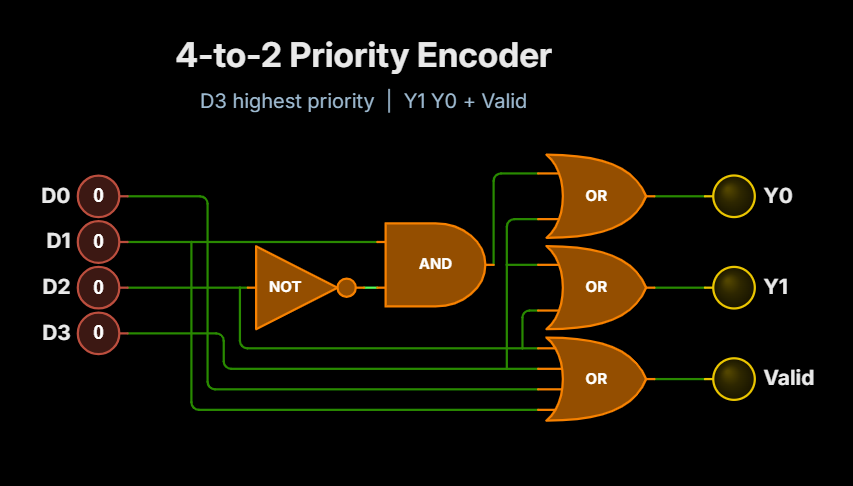 4-to-2 Priority Encoder
D3 highest priority | Y1 Y0 + Valid
D0 0 OR Y0
D1 0 AND
D2 0 NOT OR Y1
D3 0
OR Valid